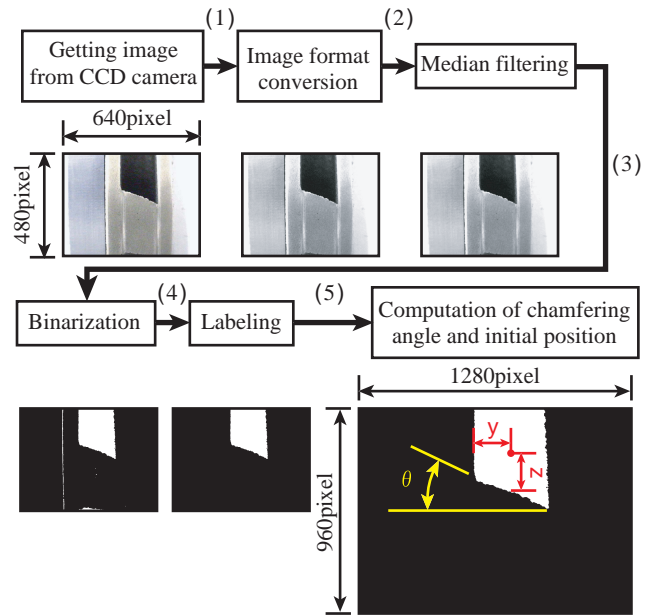 (1)
(2)
Getting image
from CCD camera
Image format
conversion
Median filtering
640pixel
480pixel
(3)
(4)
(5)
Binarization
Labeling
Computation of chamfering
angle and initial position
1280pixel
960pixel
y
z
θ